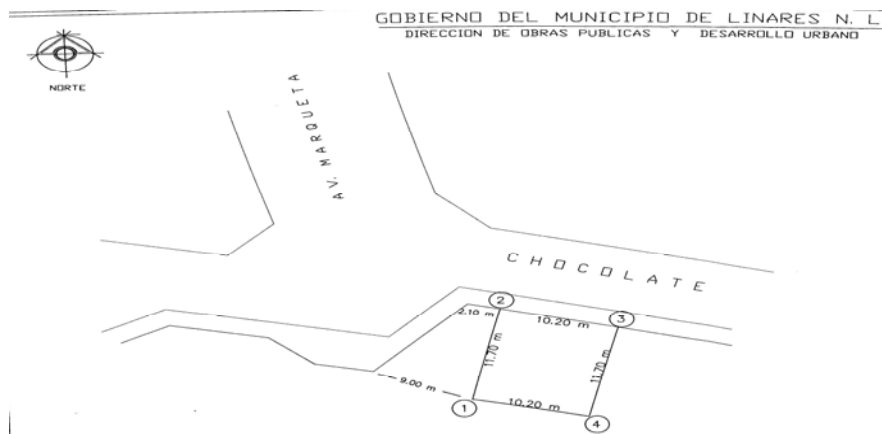 GOBIERNO DEL MUNICIPIO DE LINARES N. L
DIRECCION DE OBRAS PUBLICAS Y DESARROLLO URBANO
NORTE
AV. MARQUETA
CHOCOLATE
2
2.10 m
10.20 m
3
11.70 m
11.70 m
9.00 m
1
10.20 m
4